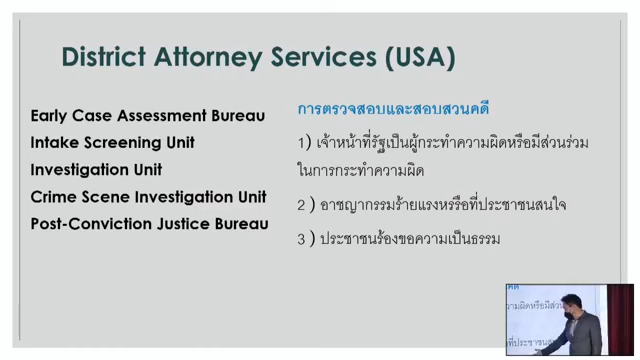 District Attorney Services (USA)
Early Case Assessment Bureau
Intake Screening Unit
Investigation Unit
Crime Scene Investigation Unit
Post-Conviction Justice Bureau
การตรวจสอบและสอบสวนคดี
1) เจ้าหน้าที่รัฐเป็นผู้กระทำความผิดหรือมีส่วนร่วม
ในการกระทำความผิด
2 ) อาชญากรรมร้ายแรงหรรือที่ประชาชนสนใจ
3 ) ประชาชนร้องขอความเป็นธรรม